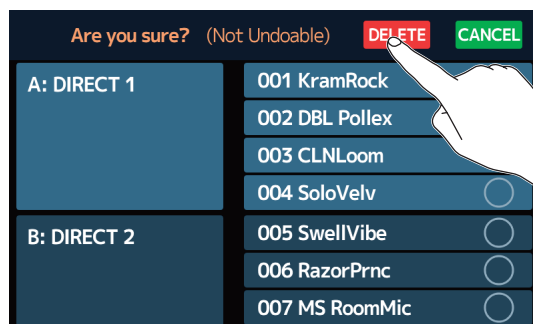 Are you sure? (Not Undoable) DELETE CANCEL
A: DIRECT 1
001 KramRock
002 DBL Pollex
003 CLNLoom
004 SoloVelv
B: DIRECT 2
005 SwellVibe
006 RazorPrnc
007 MS RoomMic